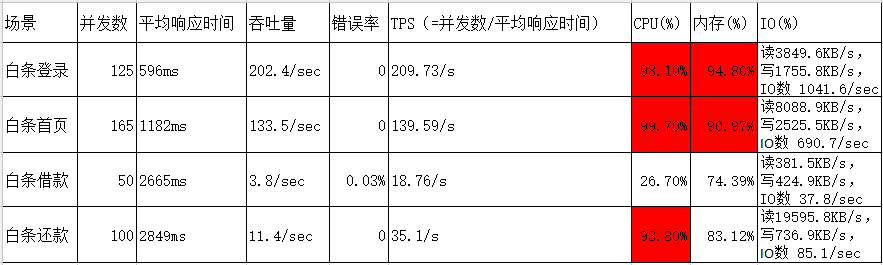 场景 并发数 平均响应时间 吞吐量 错误率 TPS（=并发数/平均响应时间） CPU(%) 内存(%) IO(%)
白条登录 125 596ms 202.4/sec 0 209.73/s 93.10% 94.80% 读3849.6KB/s，
写1755.8KB/s，
IO数 1041.6/sec
白条首页 165 1182ms 133.5/sec 0 139.59/s 99.70% 90.97% 读8088.9KB/s，
写2525.5KB/s，
IO数 690.7/sec
白条借款 50 2665ms 3.8/sec 0.03% 18.76/s 26.70% 74.39% 读381.5KB/s，
写424.9KB/s，
IO数 37.8/sec
白条还款 100 2849ms 11.4/sec 0 35.1/s 93.80% 83.12% 读19595.8KB/s，
写736.9KB/s，
IO数 85.1/sec